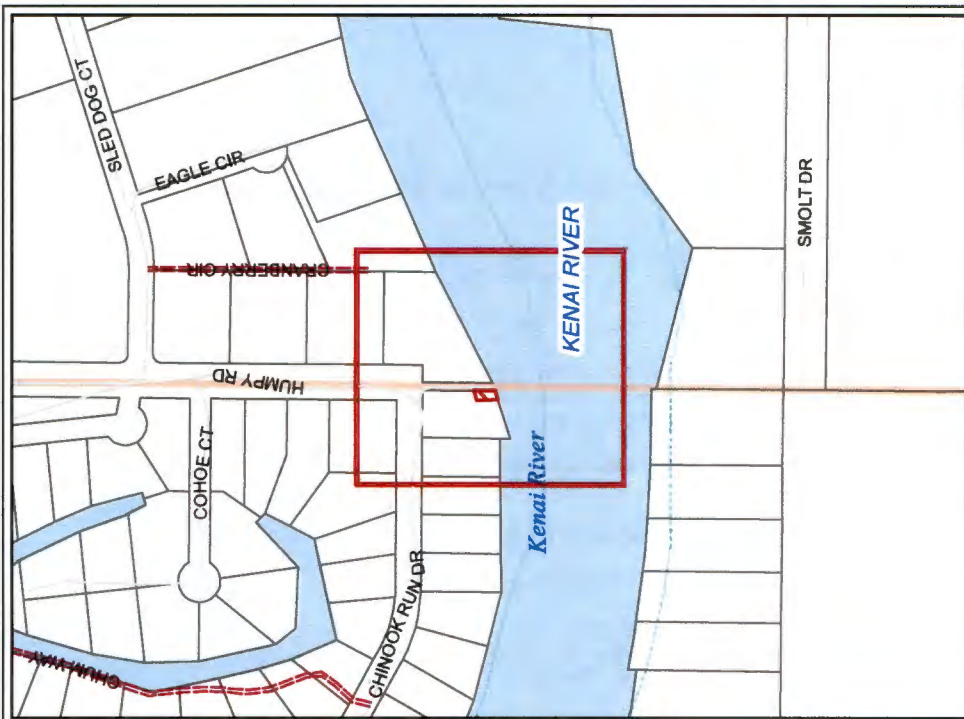 SLED DOG CT
EAGLE CIR
CRANBERRY CIR
KENAI RIVER
SMOLT DR
HUMPY RD
COHOE CT
Kenai River
CHINOOK RUN DR
CHUM WAY